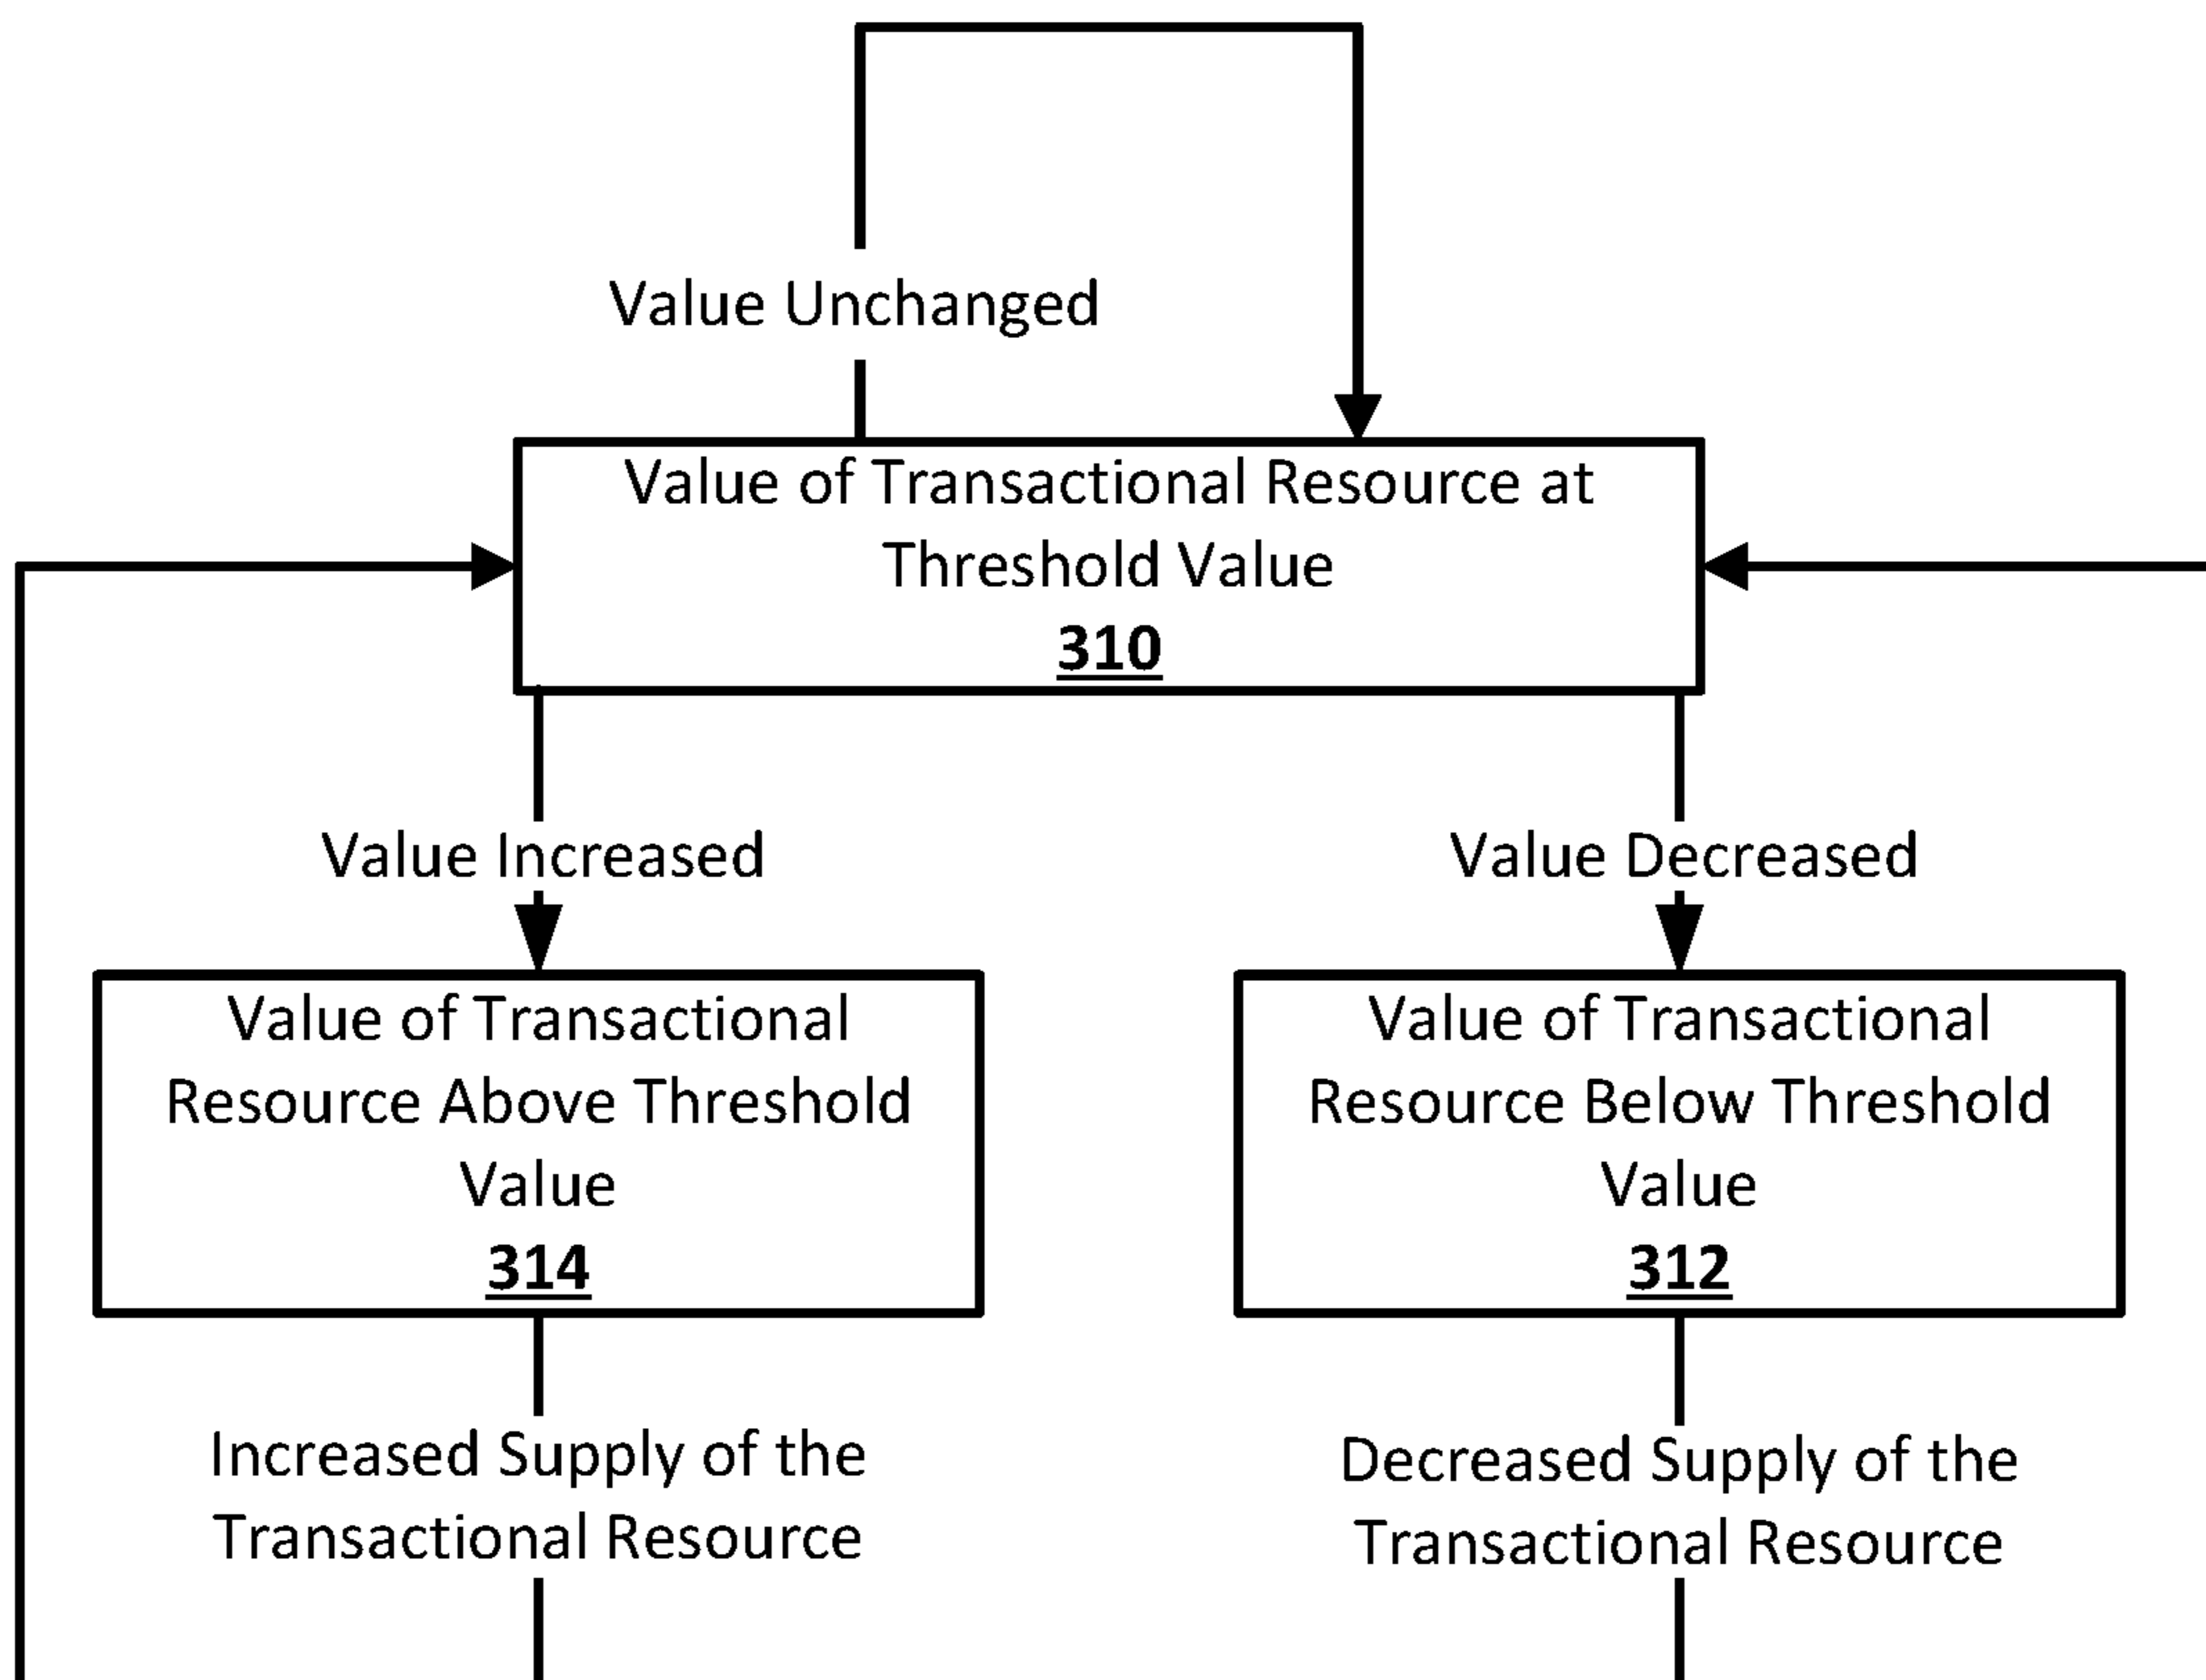 Value Unchanged
Value of Transactional Resource at
Threshold Value
310
Value Increased
Value Decreased
Value of Transactional
Resource Above Threshold
Value
314
Value of Transactional
Resource Below Threshold
Value
312
Increased Supply of the
Transactional Resource
Decreased Supply of the
Transactional Resource